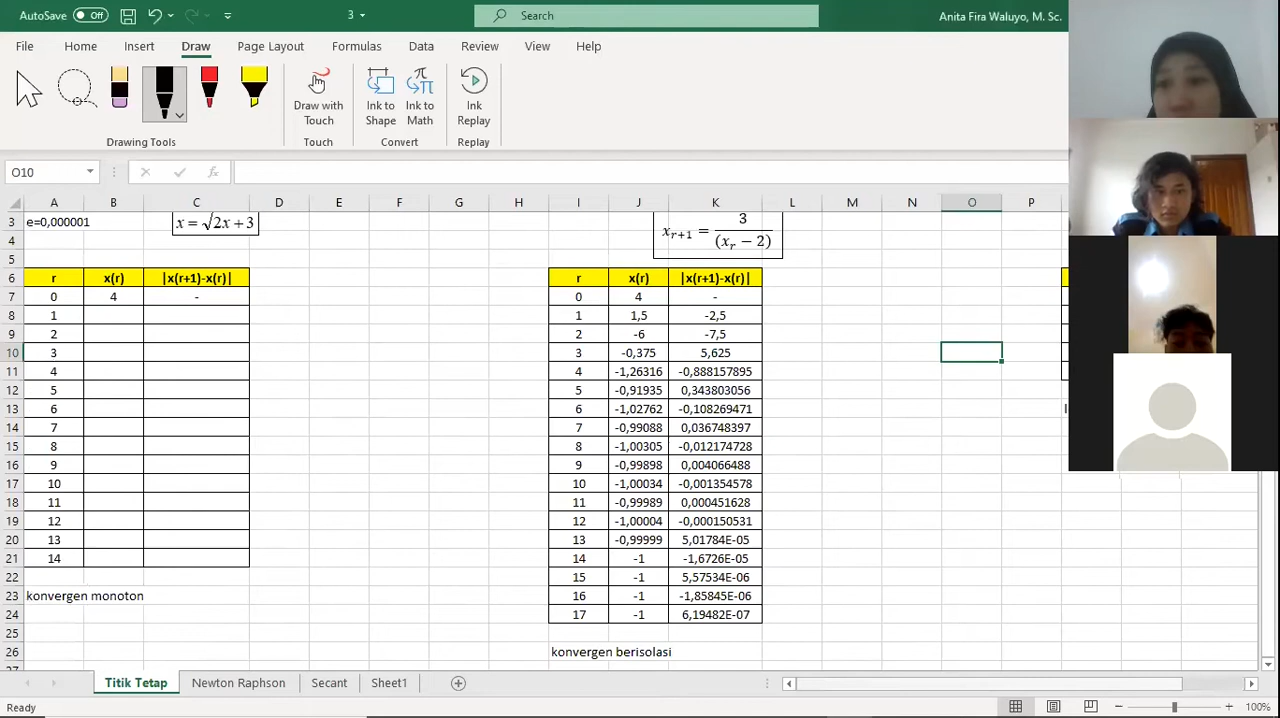 AutoSave Off 3 Search Anita Fira Waluyo, M. Sc.
File Home Insert Draw Page Layout Formulas Data Review View Help
Draw with Touch
Ink to Shape
Ink to Math
Ink Replay
Drawing Tools Touch Convert Replay
O10 fx
A B C D E F G H I J K L M N O P
3 e=0,000001 x = √2x + 3 x_{r+1} = 3/(x_r − 2)
4
5
6 r x(r) |x(r+1)-x(r)| r x(r) |x(r+1)-x(r)|
7 0 4 - 0 4 -
8 1 1 1,5 -2,5
9 2 2 -6 -7,5
10 3 3 -0,375 5,625
11 4 4 -1,26316 -0,888157895
12 5 5 -0,91935 0,343803056
13 6 6 -1,02762 -0,108269471
14 7 7 -0,99088 0,036748397
15 8 8 -1,00305 -0,012174728
16 9 9 -0,99898 0,004066488
17 10 10 -1,00034 -0,001354578
18 11 11 -0,99989 0,000451628
19 12 12 -1,00004 -0,000150531
20 13 13 -0,99999 5,01784E-05
21 14 14 -1 -1,6726E-05
22 15 -1 5,57534E-06
23 konvergen monoton 16 -1 -1,85845E-06
24 17 -1 6,19482E-07
25
26 konvergen berisolasi
27
Titik Tetap Newton Raphson Secant Sheet1
Ready 100%